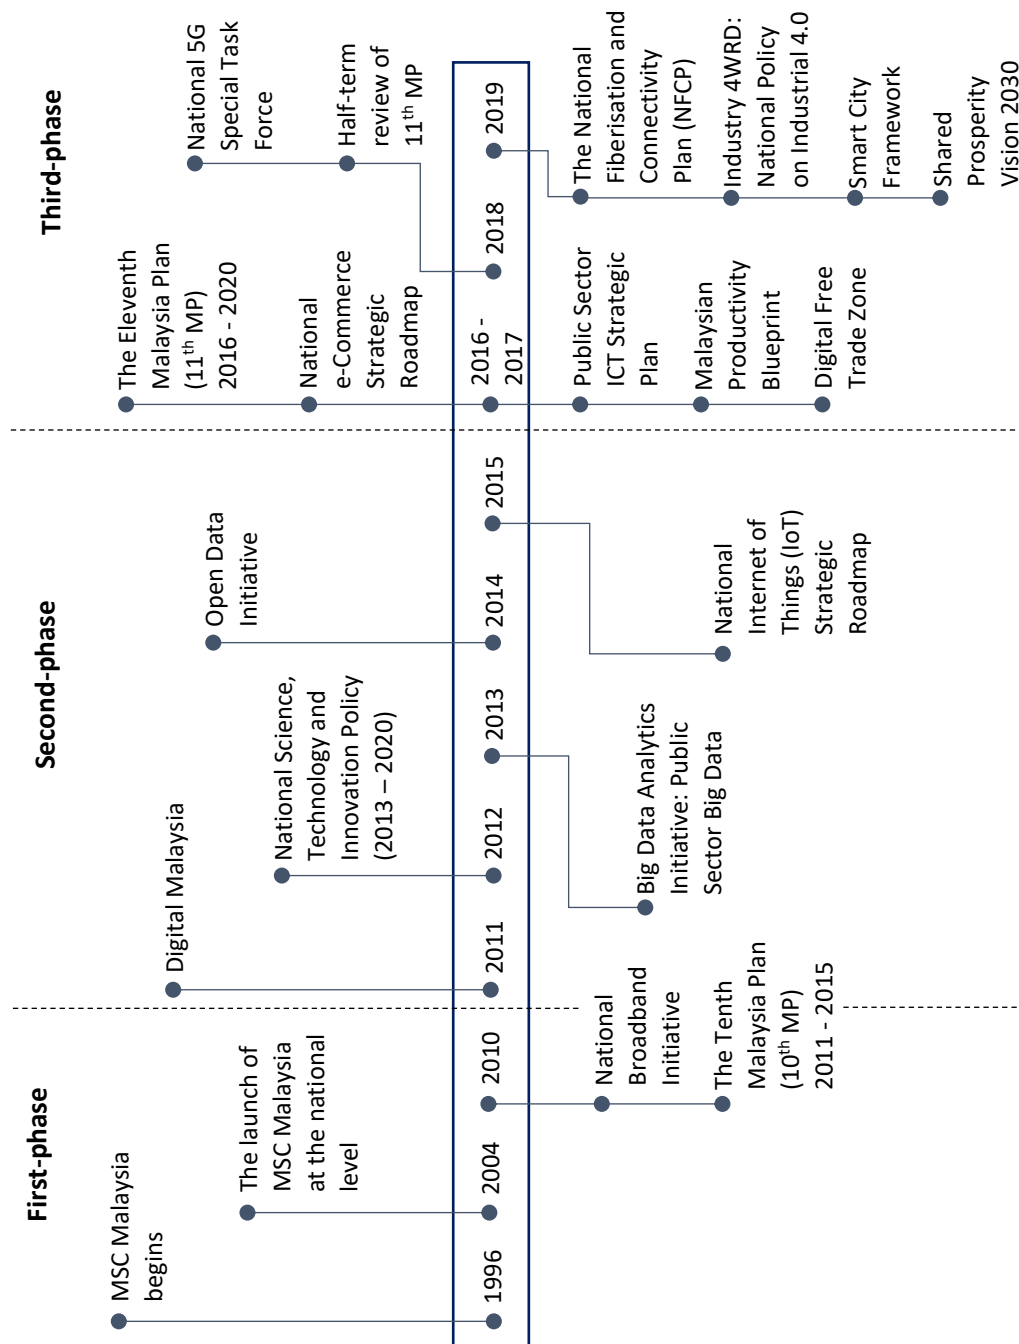 First-phase
Second-phase
Third-phase
MSC Malaysia
begins
The launch of
MSC Malaysia
at the national
level
Digital Malaysia
National Science,
Technology and
Innovation Policy
(2013 – 2020)
Open Data
Initiative
The Eleventh
Malaysia Plan
(11th MP)
2016 - 2020
National
e-Commerce
Strategic
Roadmap
National 5G
Special Task
Force
Half-term
review of
11th MP
1996
2004
2010
2011
2012
2013
2014
2015
2016 -
2017
2018
2019
National
Broadband
Initiative
The Tenth
Malaysia Plan
(10th MP)
2011 - 2015
Big Data Analytics
Initiative: Public
Sector Big Data
National
Internet of
Things (IoT)
Strategic
Roadmap
Public Sector
ICT Strategic
Plan
Malaysian
Productivity
Blueprint
Digital Free
Trade Zone
The National
Fiberisation and
Connectivity
Plan (NFCP)
Industry 4WRD:
National Policy
on Industrial 4.0
Smart City
Framework
Shared
Prosperity
Vision 2030